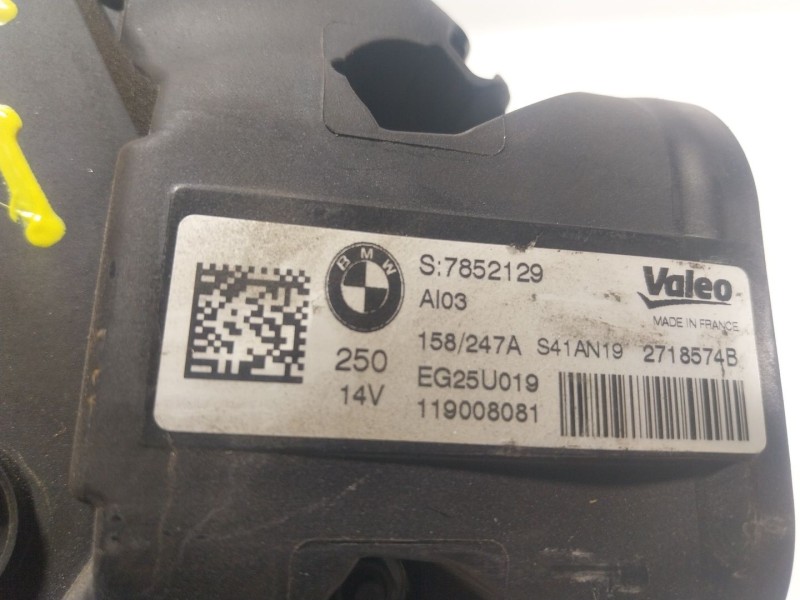 BMW
S:7852129
AI03
Valeo
MADE IN FRANCE
250
158/247A S41AN19 2718574B
14V
EG25U019
119008081